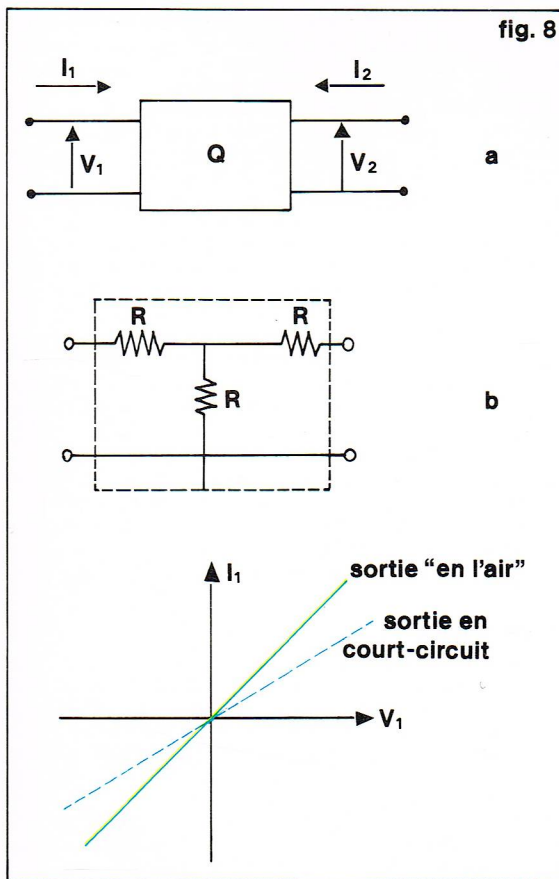 fig. 8
I₁
I₂
V₁
Q
V₂
a
R
R
R
b
I₁
sortie “en l’air”
sortie en
court-circuit
V₁